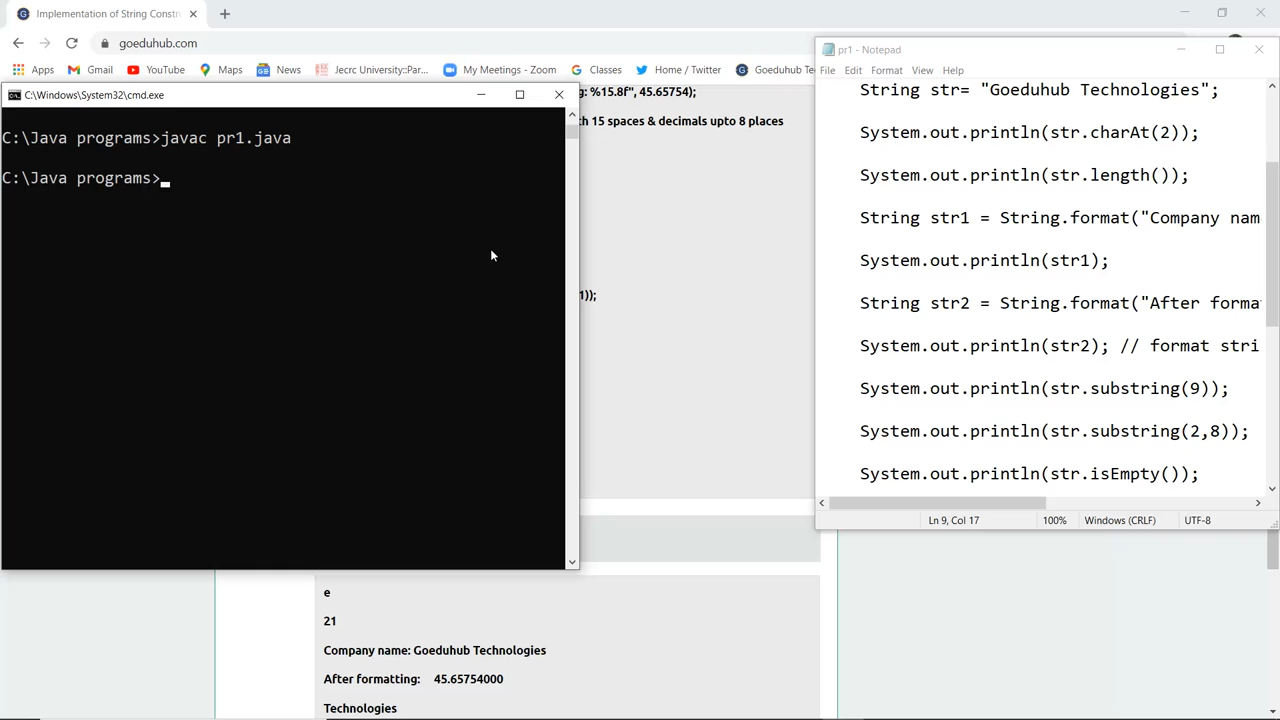 Implementation of String Constr
goeduhub.com
Apps
Gmail
YouTube
Maps
News
Jecrc University::Par...
My Meetings - Zoom
Classes
Home / Twitter
Goeduhub Te
C:\Windows\System32\cmd.exe
C:\Java programs>javac pr1.java
C:\Java programs>
g: %15.8f", 45.65754);
h 15 spaces & decimals upto 8 places
1));
e
21
Company name: Goeduhub Technologies
After formatting: 45.65754000
Technologies
pr1 - Notepad
File Edit Format View Help
String str= "Goeduhub Technologies";
System.out.println(str.charAt(2));
System.out.println(str.length());
String str1 = String.format("Company nam
System.out.println(str1);
String str2 = String.format("After forma
System.out.println(str2); // format stri
System.out.println(str.substring(9));
System.out.println(str.substring(2,8));
System.out.println(str.isEmpty());
Ln 9, Col 17
100%
Windows (CRLF)
UTF-8